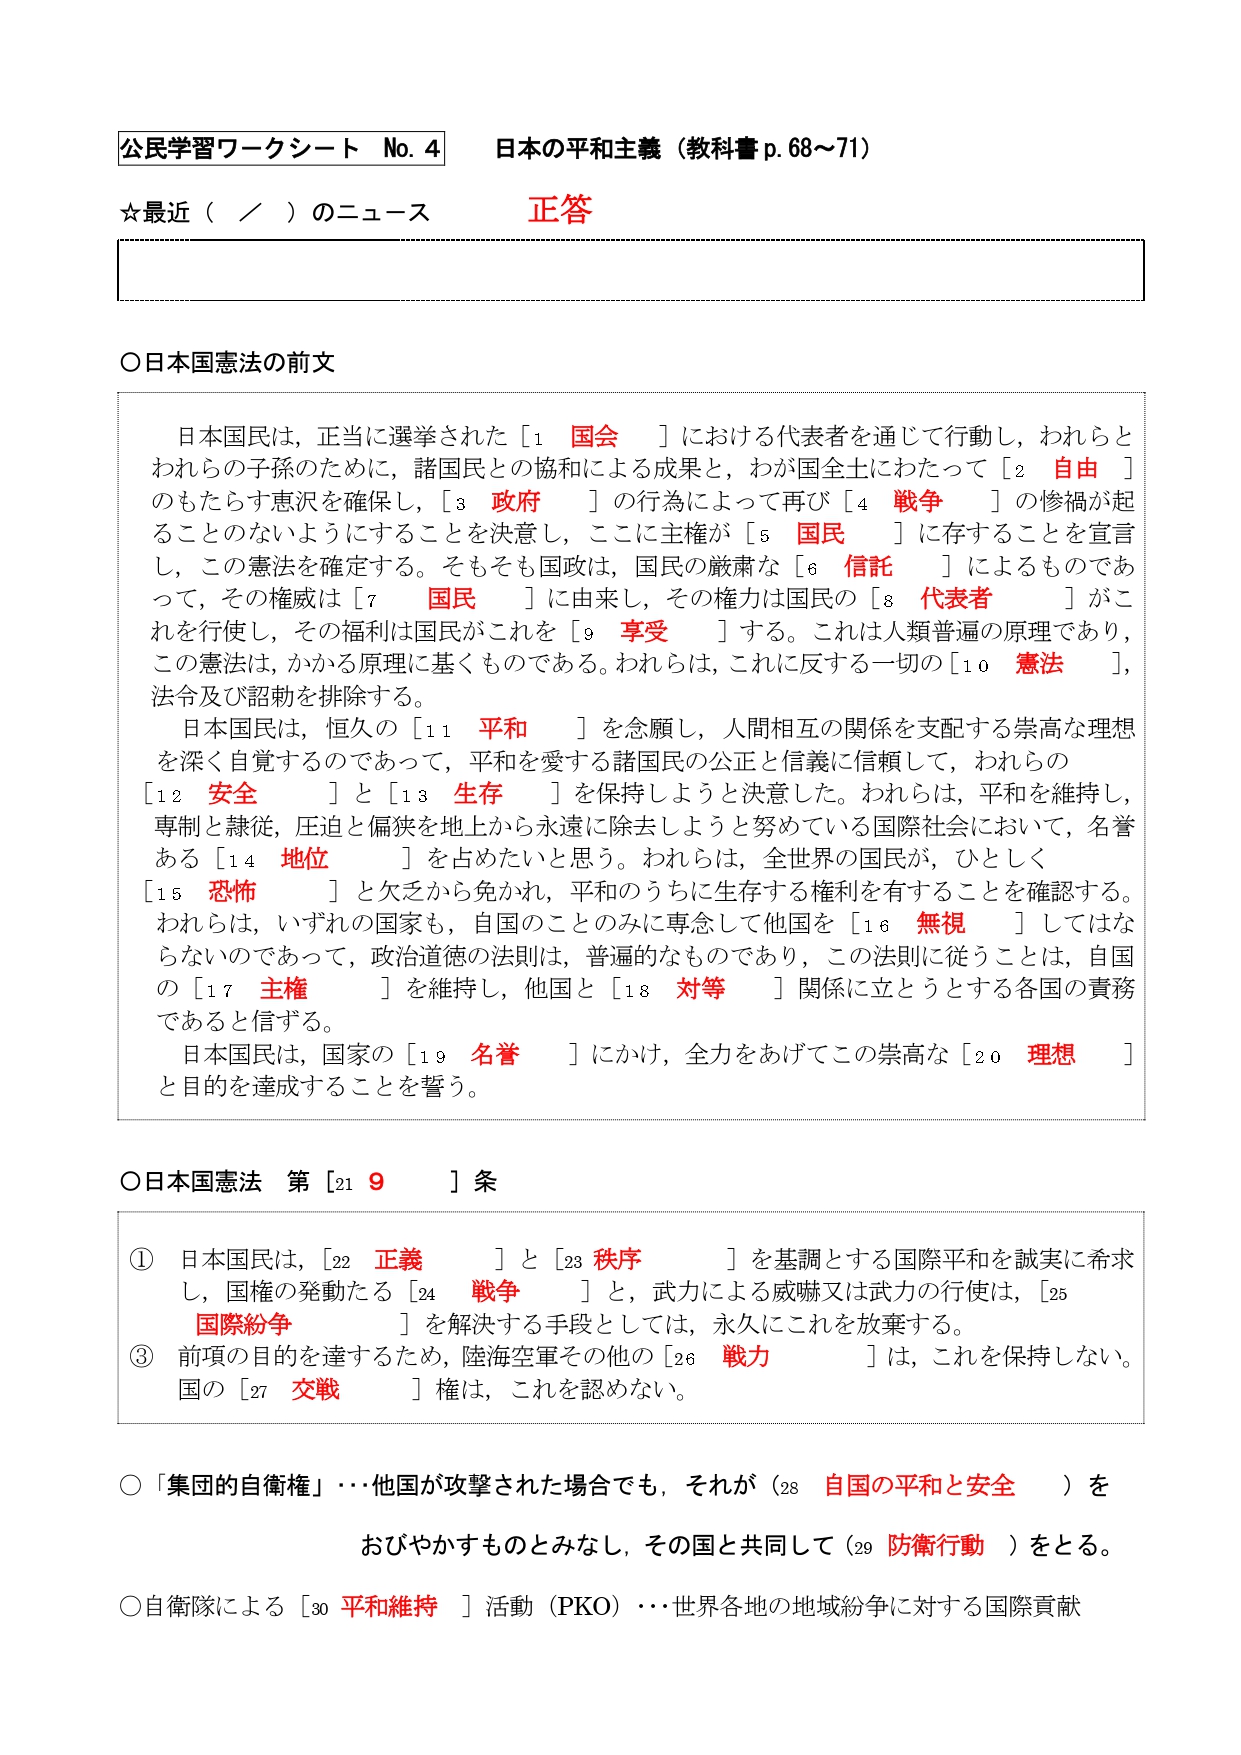 公民学習ワークシート　No.4　　日本の平和主義（教科書p.68～71）
☆最近（　／　）のニュース　　　　正答
〇日本国憲法の前文
日本国民は，正当に選挙された［1　国会　］における代表者を通じて行動し，われらと
われらの子孫のために，諸国民との協和による成果と，わが国全土にわたって［2　自由　］
のもたらす恵沢を確保し，［3　政府　　］の行為によって再び［4　戦争　　］の惨禍が起
ることのないようにすることを決意し，ここに主権が［5　国民　　］に存することを宣言
し，この憲法を確定する。そもそも国政は，国民の厳粛な［6　信託　　］によるものであ
って，その権威は［7　　国民　　］に由来し，その権力は国民の［8　代表者　　　］がこ
れを行使し，その福利は国民がこれを［9　享受　　］する。これは人類普遍の原理であり，
この憲法は，かかる原理に基くものである。われらは，これに反する一切の［10　憲法　　］，
法令及び詔勅を排除する。
日本国民は，恒久の［11　平和　　］を念願し，人間相互の関係を支配する崇高な理想
を深く自覚するのであって，平和を愛する諸国民の公正と信義に信頼して，われらの
［12　安全　　　］と［13　生存　　］を保持しようと決意した。われらは，平和を維持し，
専制と隷従，圧迫と偏狭を地上から永遠に除去しようと努めている国際社会において，名誉
ある［14　地位　　　］を占めたいと思う。われらは，全世界の国民が，ひとしく
［15　恐怖　　　］と欠乏から免かれ，平和のうちに生存する権利を有することを確認する。
われらは，いずれの国家も，自国のことのみに専念して他国を［16　無視　　］してはな
らないのであって，政治道徳の法則は，普遍的なものであり，この法則に従うことは，自国
の［17　主権　　　］を維持し，他国と［18　対等　　］関係に立とうとする各国の責務
であると信ずる。
日本国民は，国家の［19　名誉　　］にかけ，全力をあげてこの崇高な［20　理想　　］
と目的を達成することを誓う。
〇日本国憲法　第［21　9　　］条
①　日本国民は，［22　正義　　　］と［23 秩序　　　］を基調とする国際平和を誠実に希求
し，国権の発動たる［24　戦争　　］と，武力による威嚇又は武力の行使は，［25
国際紛争　　　　］を解決する手段としては，永久にこれを放棄する。
③　前項の目的を達するため，陸海空軍その他の［26　戦力　　　　］は，これを保持しない。
国の［27　交戦　　　］権は，これを認めない。
〇「集団的自衛権」･･･他国が攻撃された場合でも，それが（28　自国の平和と安全　　）を
おびやかすものとみなし，その国と共同して（29 防衛行動　）をとる。
〇自衛隊による［30 平和維持　］活動（PKO）･･･世界各地の地域紛争に対する国際貢献